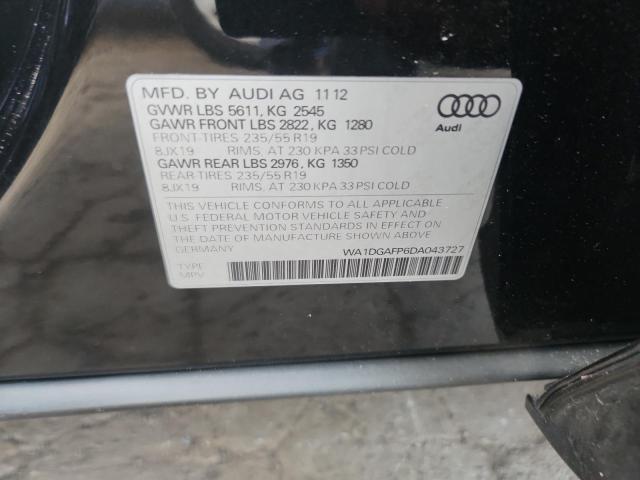 MFD. BY AUDI AG 11 12
GVWR LBS 5611, KG 2545
GAWR FRONT LBS 2822, KG 1280
FRONT TIRES 235/55 R19
8JX19 RIMS, AT 230 KPA 33 PSI COLD
GAWR REAR LBS 2976, KG 1350
REAR TIRES 235/55 R19
8JX19 RIMS, AT 230 KPA 33 PSI COLD
Audi
THIS VEHICLE CONFORMS TO ALL APPLICABLE
U.S. FEDERAL MOTOR VEHICLE SAFETY AND
THEFT PREVENTION STANDARDS IN EFFECT ON
THE DATE OF MANUFACTURE SHOWN ABOVE
GERMANY
WA1DGAFP6DA043727
TYPE
MPV